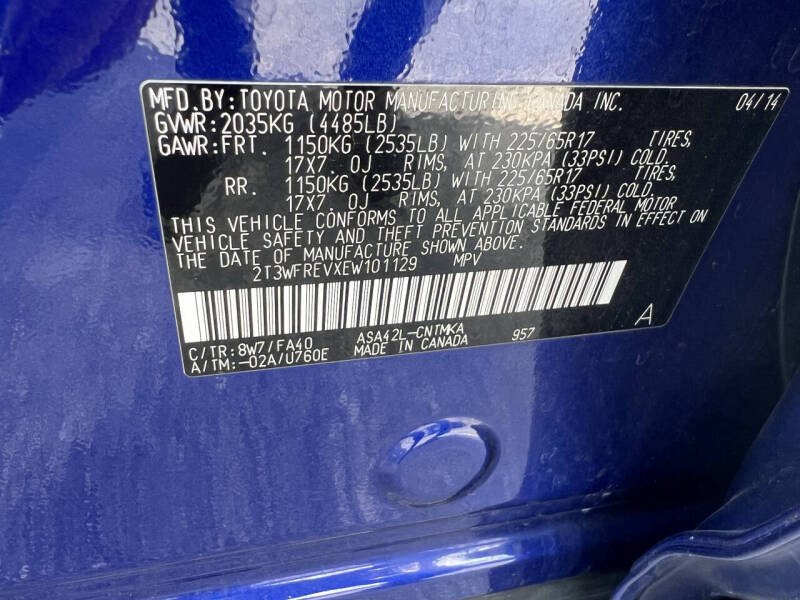 MFD.BY:TOYOTA MOTOR MANUFACTURING CANADA INC. 04/14
GVWR:2035KG (4485LB)
GAWR:FRT. 1150KG (2535LB) WITH 225/65R17 TIRES,
17X7.0J RIMS, AT 230KPA (33PSI) COLD.
RR. 1150KG (2535LB) WITH 225/65R17 TIRES,
17X7.0J RIMS, AT 230KPA (33PSI) COLD.
THIS VEHICLE CONFORMS TO ALL APPLICABLE FEDERAL MOTOR
VEHICLE SAFETY AND THEFT PREVENTION STANDARDS IN EFFECT ON
THE DATE OF MANUFACTURE SHOWN ABOVE.
2T3WFREVXEW101129 MPV
A
C/TR:8W7/FA40 ASA42L-CNTMKA 957
A/TM:-02A/U760E MADE IN CANADA